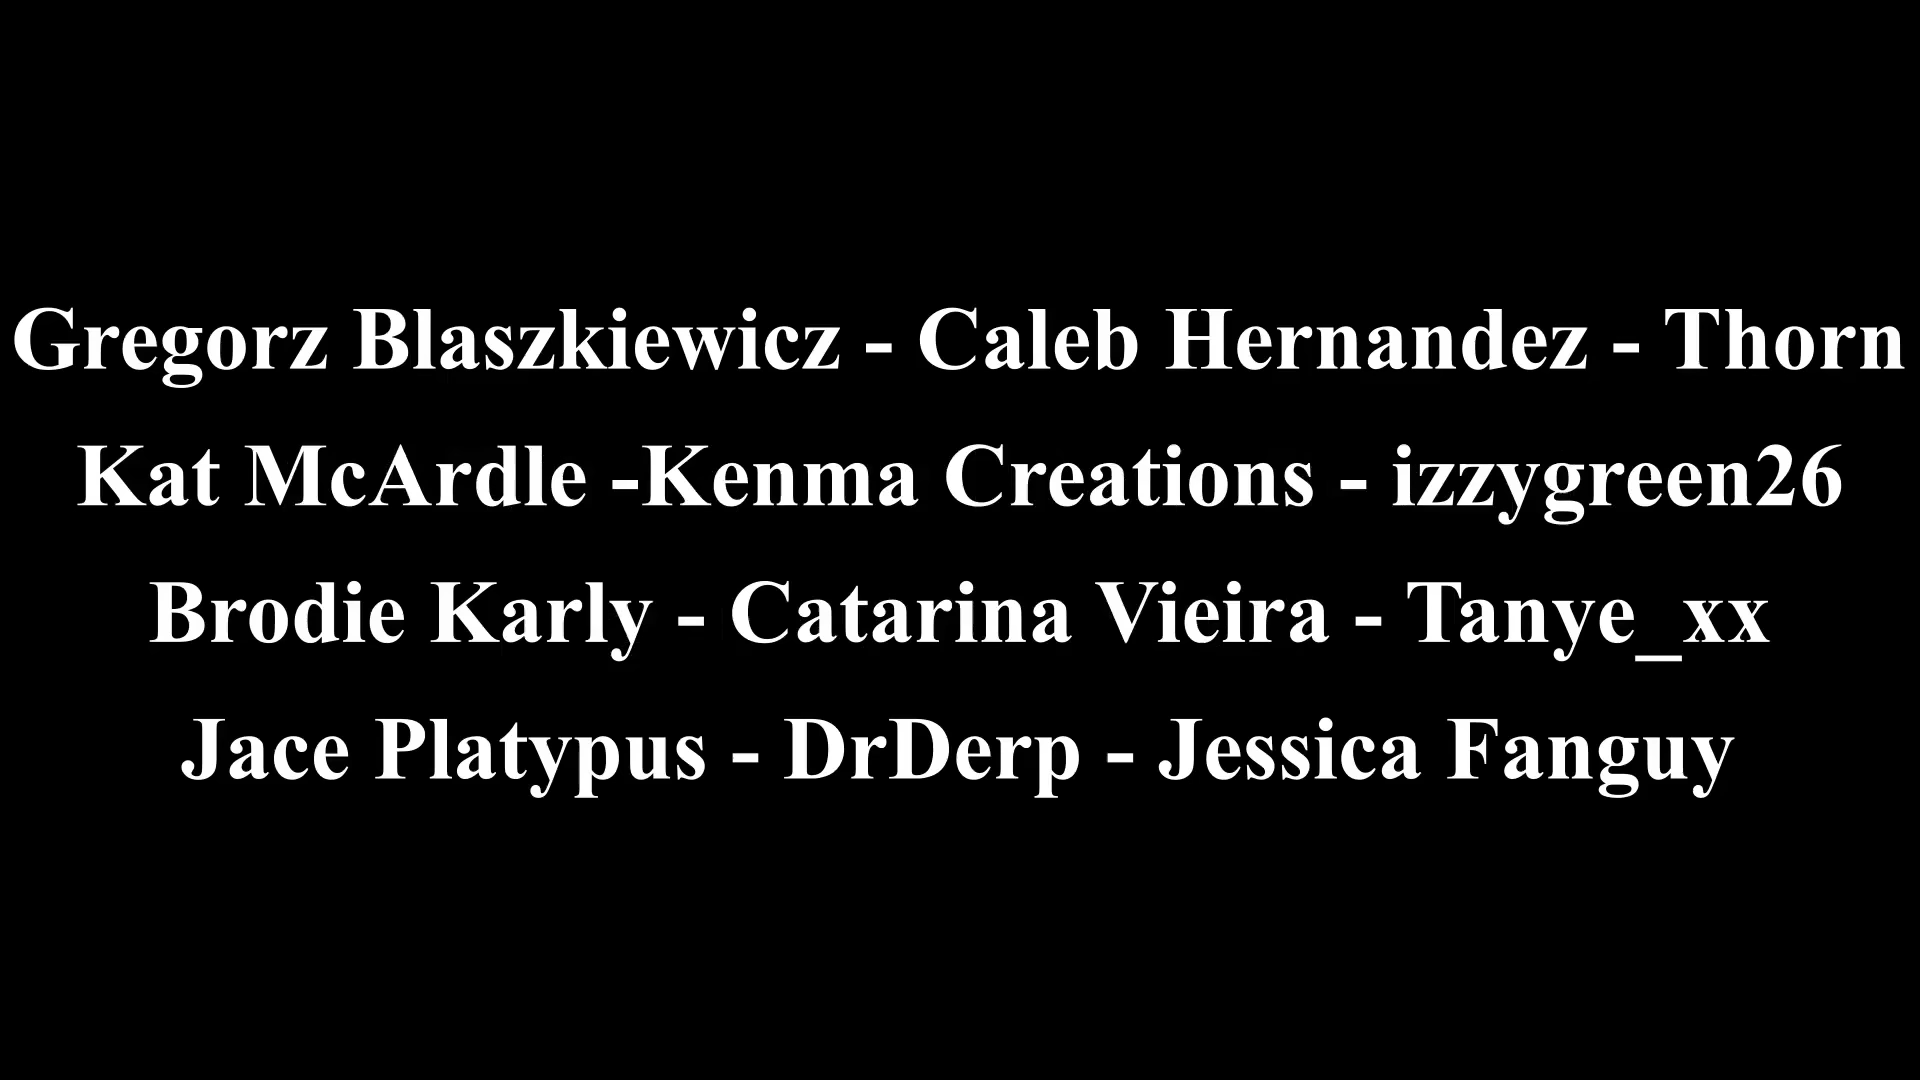 Gregorz Blaszkiewicz - Caleb Hernandez - Thorn
Kat McArdle -Kenma Creations - izzygreen26
Brodie Karly - Catarina Vieira - Tanye_xx
Jace Platypus - DrDerp - Jessica Fanguy